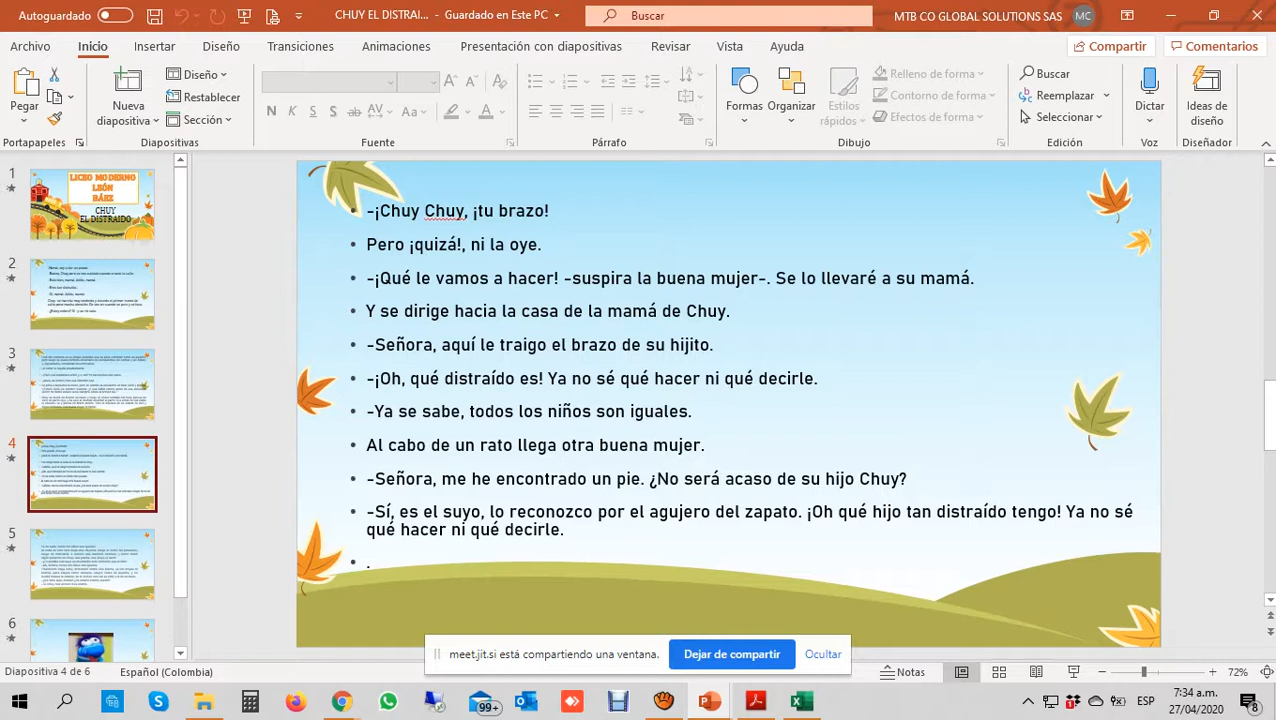 Autoguardado
CHUY EL DISTRAI... - Guardado en Este PC
Buscar
MTB CO GLOBAL SOLUTIONS SAS
MC
Archivo
Inicio
Insertar
Diseño
Transiciones
Animaciones
Presentación con diapositivas
Revisar
Vista
Ayuda
Compartir
Comentarios
Pegar
Nueva
diapositiva
Diseño
Restablecer
Sección
Formas
Organizar
Estilos
rápidos
Relleno de forma
Contorno de forma
Efectos de forma
Buscar
Reemplazar
Seleccionar
Dictar
Ideas de
diseño
Portapapeles
Diapositivas
Fuente
Párrafo
Dibujo
Edición
Voz
Diseñador
1
LICEO MODERNO
LEÓN
BÁEZ
CHUY
EL DISTRAIDO
2
3
4
5
6
-¡Chuy Chuy, ¡tu brazo!
Pero ¡quizá!, ni la oye.
-¡Qué le vamos a hacer! -suspira la buena mujer-. Se lo llevaré a su mamá.
Y se dirige hacia la casa de la mamá de Chuy.
-Señora, aquí le traigo el brazo de su hijito.
-¡Oh, qué distraído es! Ya no sé qué hacer ni qué decirle.
-Ya se sabe, todos los niños son iguales.
Al cabo de un rato llega otra buena mujer.
-Señora, me he encontrado un pie. ¿No será acaso de su hijo Chuy?
-Sí, es el suyo, lo reconozco por el agujero del zapato. ¡Oh qué hijo tan distraído tengo! Ya no sé
qué hacer ni qué decirle.
meet.jit.si está compartiendo una ventana.
Dejar de compartir
Ocultar
Diapositiva 4 de 6
Español (Colombia)
Notas
72%
99+
ESP
7:34 a.m.
27/04/2020
8